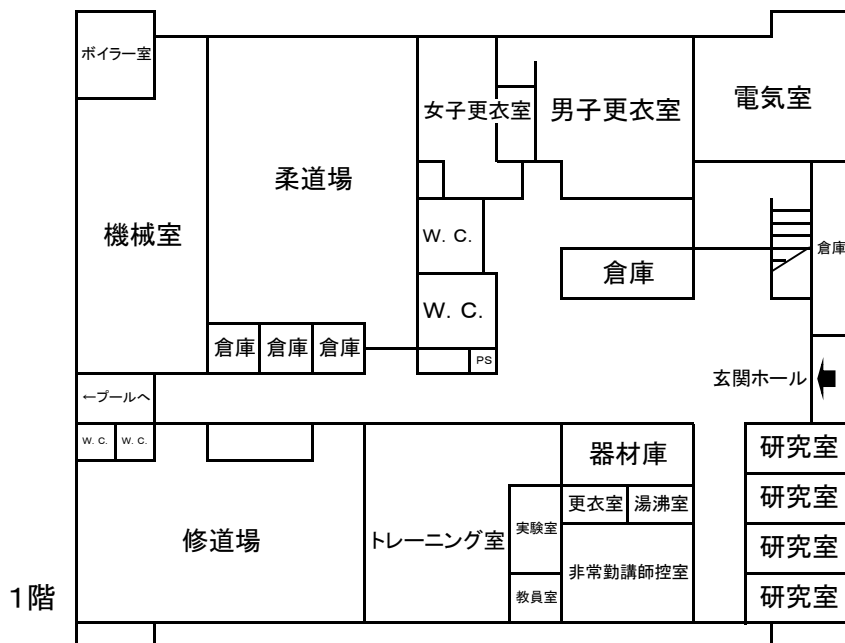 ボイラー室
女子更衣室
男子更衣室
電気室
柔道場
機械室
W. C.
倉庫
倉庫
W. C.
倉庫
倉庫
倉庫
PS
玄関ホール
←プールへ
W. C.
W. C.
器材庫
研究室
更衣室
湯沸室
研究室
実験室
修道場
トレーニング室
研究室
非常勤講師控室
教員室
研究室
1階